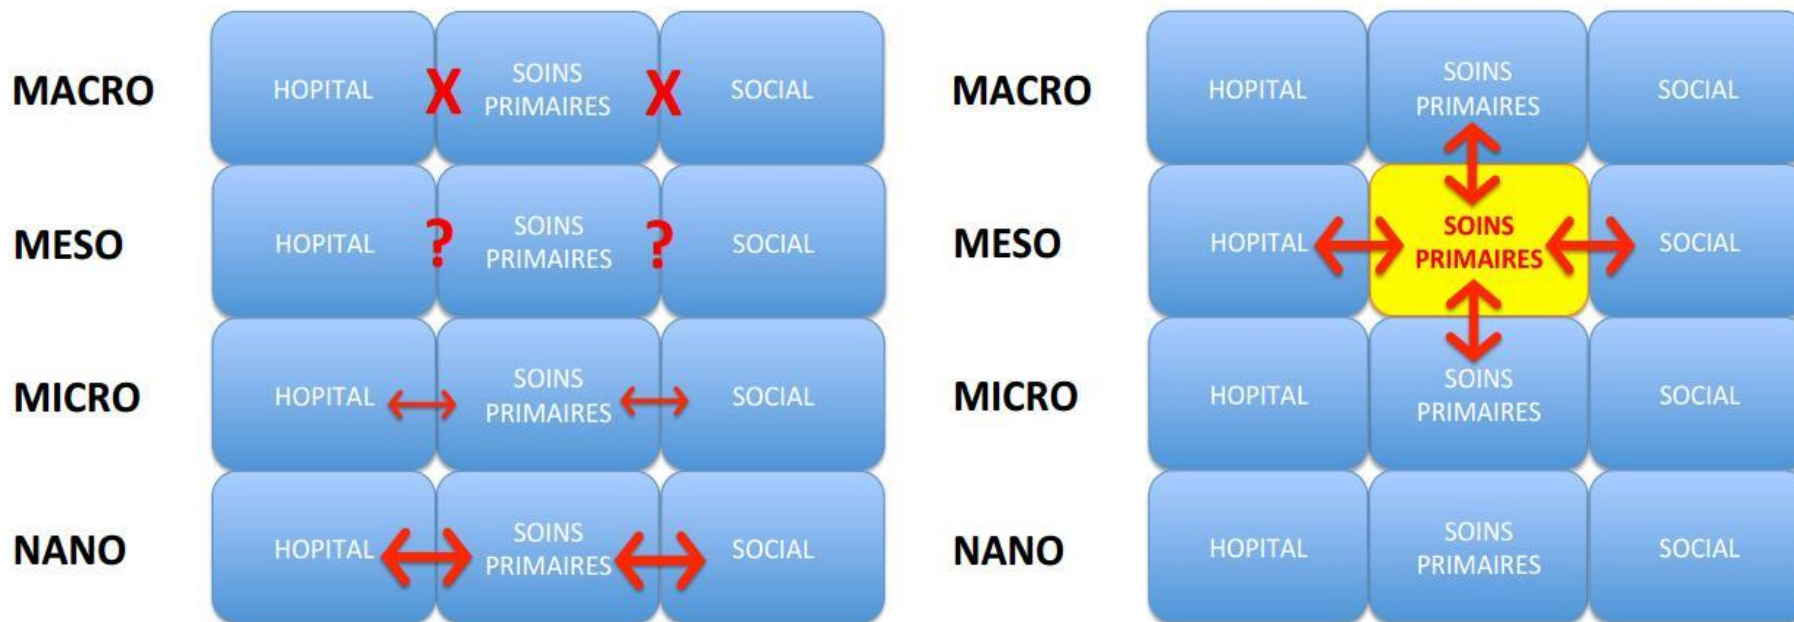 MACRO HOPITAL X SOINS X SOCIAL
PRIMAIRES
MESO HOPITAL ? SOINS ? SOCIAL
PRIMAIRES
MICRO HOPITAL SOINS SOCIAL
PRIMAIRES
NANO HOPITAL SOINS SOCIAL
PRIMAIRES
MACRO HOPITAL SOINS SOCIAL
PRIMAIRES
MESO HOPITAL SOINS SOCIAL
PRIMAIRES
MICRO HOPITAL SOINS SOCIAL
PRIMAIRES
NANO HOPITAL SOINS SOCIAL
PRIMAIRES